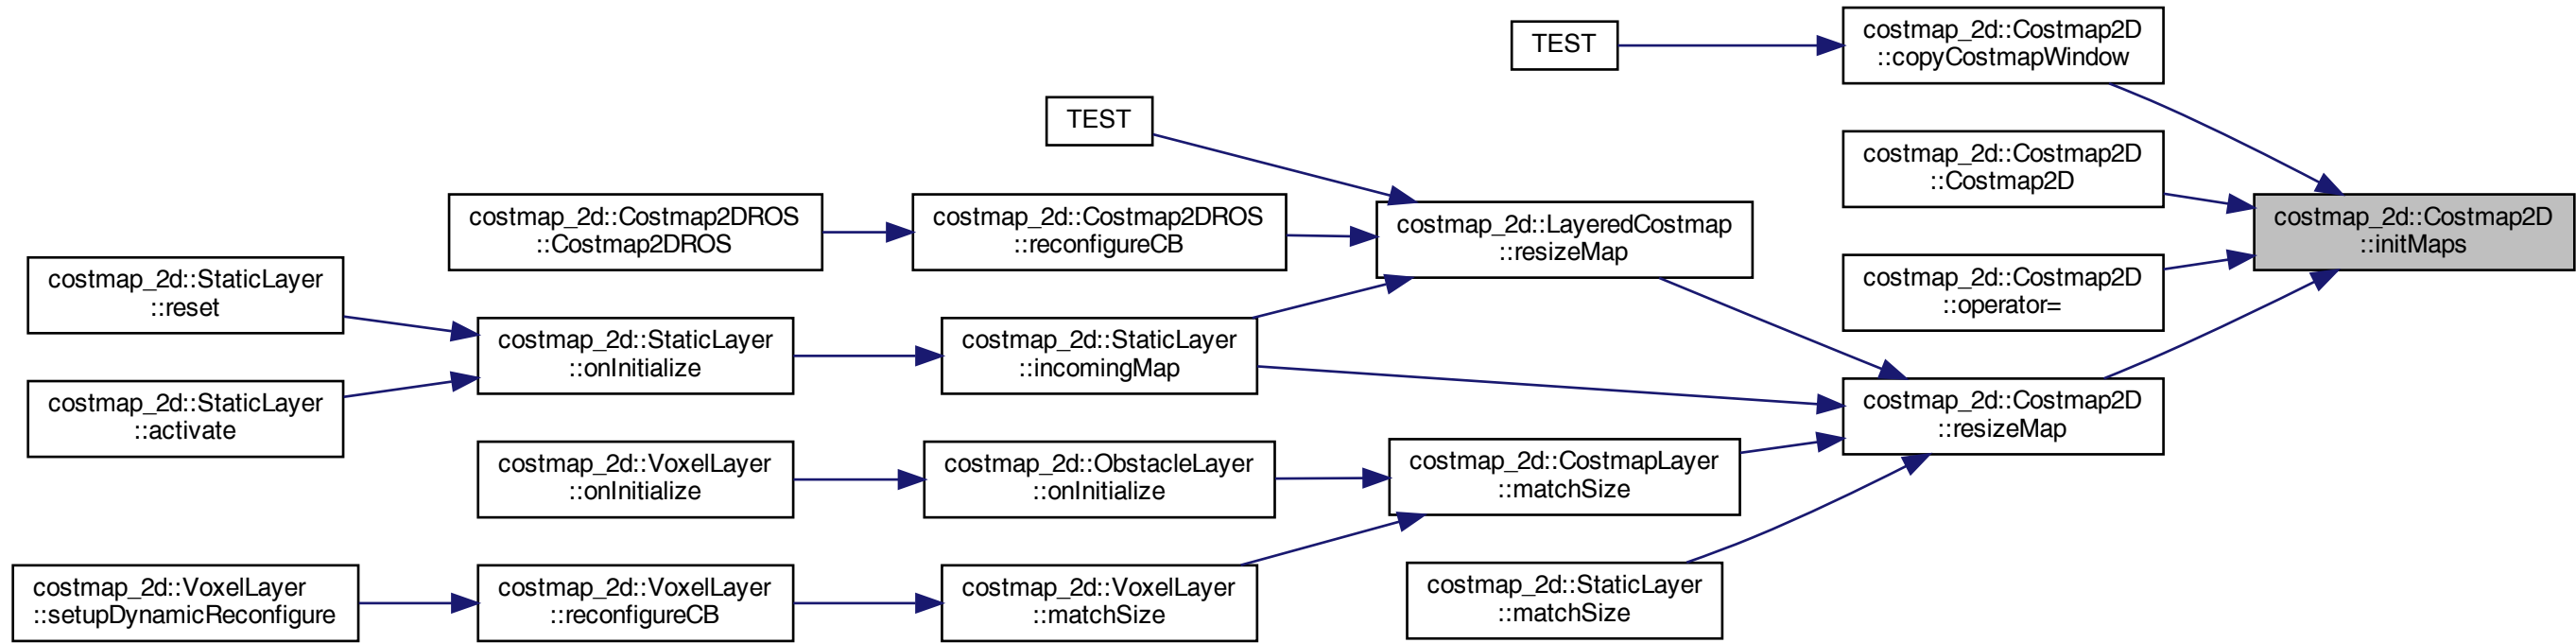 costmap_2d::Costmap2D
::copyCostmapWindow
TEST
TEST
costmap_2d::Costmap2D
::Costmap2D
costmap_2d::Costmap2D
::initMaps
costmap_2d::LayeredCostmap
::resizeMap
costmap_2d::Costmap2DROS
::reconfigureCB
costmap_2d::Costmap2DROS
::Costmap2DROS
costmap_2d::Costmap2D
::operator=
costmap_2d::StaticLayer
::reset
costmap_2d::StaticLayer
::onInitialize
costmap_2d::StaticLayer
::incomingMap
costmap_2d::StaticLayer
::activate
costmap_2d::Costmap2D
::resizeMap
costmap_2d::VoxelLayer
::onInitialize
costmap_2d::ObstacleLayer
::onInitialize
costmap_2d::CostmapLayer
::matchSize
costmap_2d::VoxelLayer
::setupDynamicReconfigure
costmap_2d::VoxelLayer
::reconfigureCB
costmap_2d::VoxelLayer
::matchSize
costmap_2d::StaticLayer
::matchSize